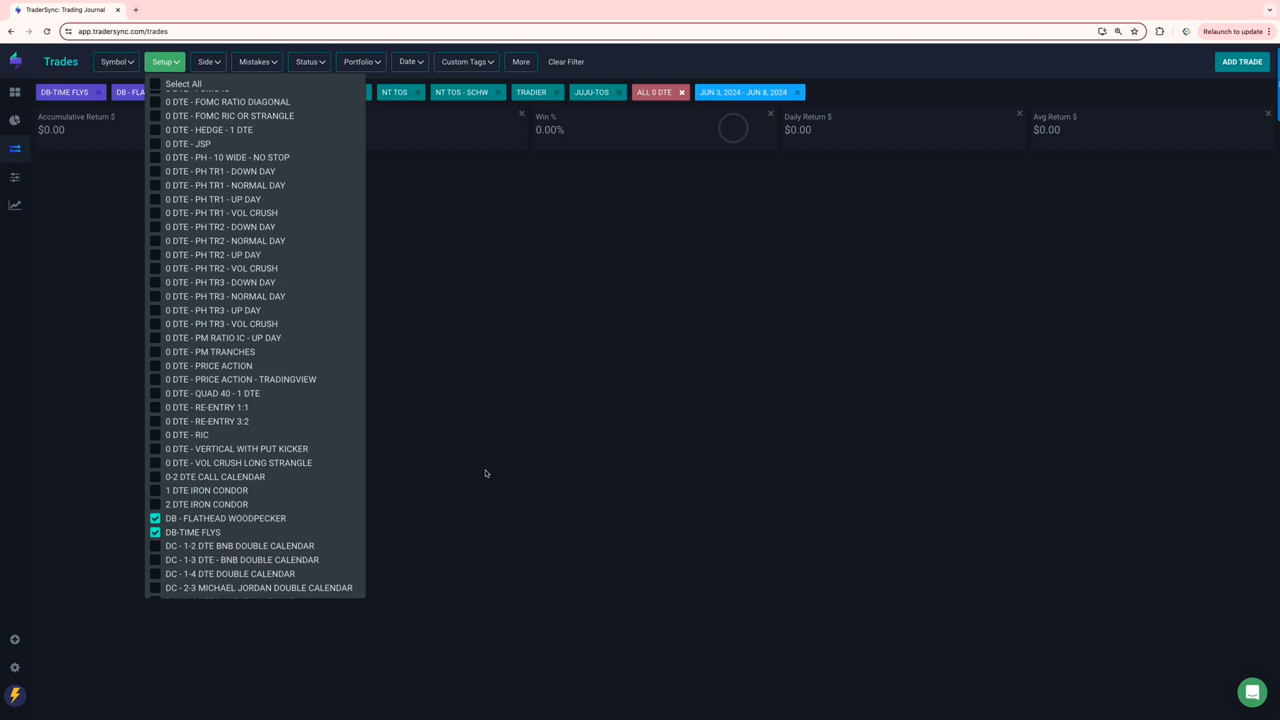 TraderSync: Trading Journal
app.tradersync.com/trades
Relaunch to update
Trades
Symbol
Setup
Side
Mistakes
Status
Portfolio
Date
Custom Tags
More
Clear Filter
ADD TRADE
DB-TIME FLYS
DB - FLA
NT TOS
NT TOS - SCHW
TRADIER
JUJU-TOS
ALL 0 DTE
JUN 3, 2024 - JUN 8, 2024
Accumulative Return $
$0.00
Win %
0.00%
Daily Return $
$0.00
Avg Return $
$0.00
Select All
0 DTE - FOMC RATIO DIAGONAL
0 DTE - FOMC RIC OR STRANGLE
0 DTE - HEDGE - 1 DTE
0 DTE - JSP
0 DTE - PH - 10 WIDE - NO STOP
0 DTE - PH TR1 - DOWN DAY
0 DTE - PH TR1 - NORMAL DAY
0 DTE - PH TR1 - UP DAY
0 DTE - PH TR1 - VOL CRUSH
0 DTE - PH TR2 - DOWN DAY
0 DTE - PH TR2 - NORMAL DAY
0 DTE - PH TR2 - UP DAY
0 DTE - PH TR2 - VOL CRUSH
0 DTE - PH TR3 - DOWN DAY
0 DTE - PH TR3 - NORMAL DAY
0 DTE - PH TR3 - UP DAY
0 DTE - PH TR3 - VOL CRUSH
0 DTE - PM RATIO IC - UP DAY
0 DTE - PM TRANCHES
0 DTE - PRICE ACTION
0 DTE - PRICE ACTION - TRADINGVIEW
0 DTE - QUAD 40 - 1 DTE
0 DTE - RE-ENTRY 1:1
0 DTE - RE-ENTRY 3:2
0 DTE - RIC
0 DTE - VERTICAL WITH PUT KICKER
0 DTE - VOL CRUSH LONG STRANGLE
0-2 DTE CALL CALENDAR
1 DTE IRON CONDOR
2 DTE IRON CONDOR
DB - FLATHEAD WOODPECKER
DB-TIME FLYS
DC - 1-2 DTE BNB DOUBLE CALENDAR
DC - 1-3 DTE - BNB DOUBLE CALENDAR
DC - 1-4 DTE DOUBLE CALENDAR
DC - 2-3 MICHAEL JORDAN DOUBLE CALENDAR